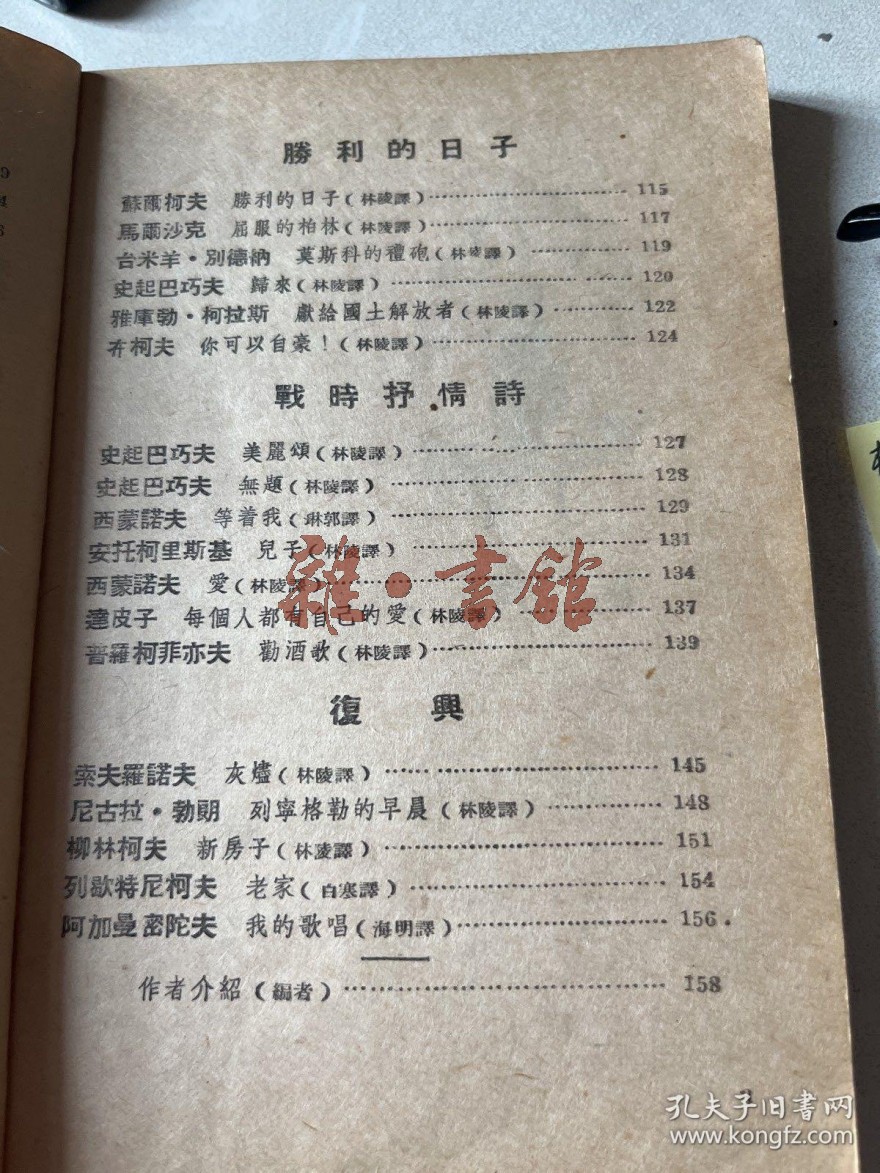 勝利的日子
蘇爾柯夫 勝利的日子(林陵譯)………115
馬爾沙克 屈服的柏林(林陵譯)………117
台米羊·別德納 莫斯科的禮砲(林陵譯)………119
史起巴巧夫 歸來(林陵譯)………120
雅庫勃·柯拉斯 獻給國土解放者(林陵譯)………122
柯夫 你可以自豪!(林陵譯)………124
戰時抒情詩
史起巴巧夫 美麗頌(林陵譯)………127
史起巴巧夫 無題(林陵譯)………128
西蒙諾夫 等着我(琳郭譯)………129
安托柯里斯基 兒子(林陵譯)………131
西蒙諾夫 愛(林陵譯)………134
達皮子 每個人都有自己的愛(林陵譯)………137
普羅柯菲亦夫 勸酒歌(林陵譯)………139
復興
索夫羅諾夫 灰燼(林陵譯)………145
尼古拉·勃朗 列寧格勒的早晨(林陵譯)………148
柳林柯夫 新房子(林陵譯)………151
列歇特尼柯夫 老家(白寒譯)………154
阿加曼密陀夫 我的歌唱(海明譯)………156
作者介紹(編者)………158
雜·書館
孔夫子旧书网
www.kongfz.com